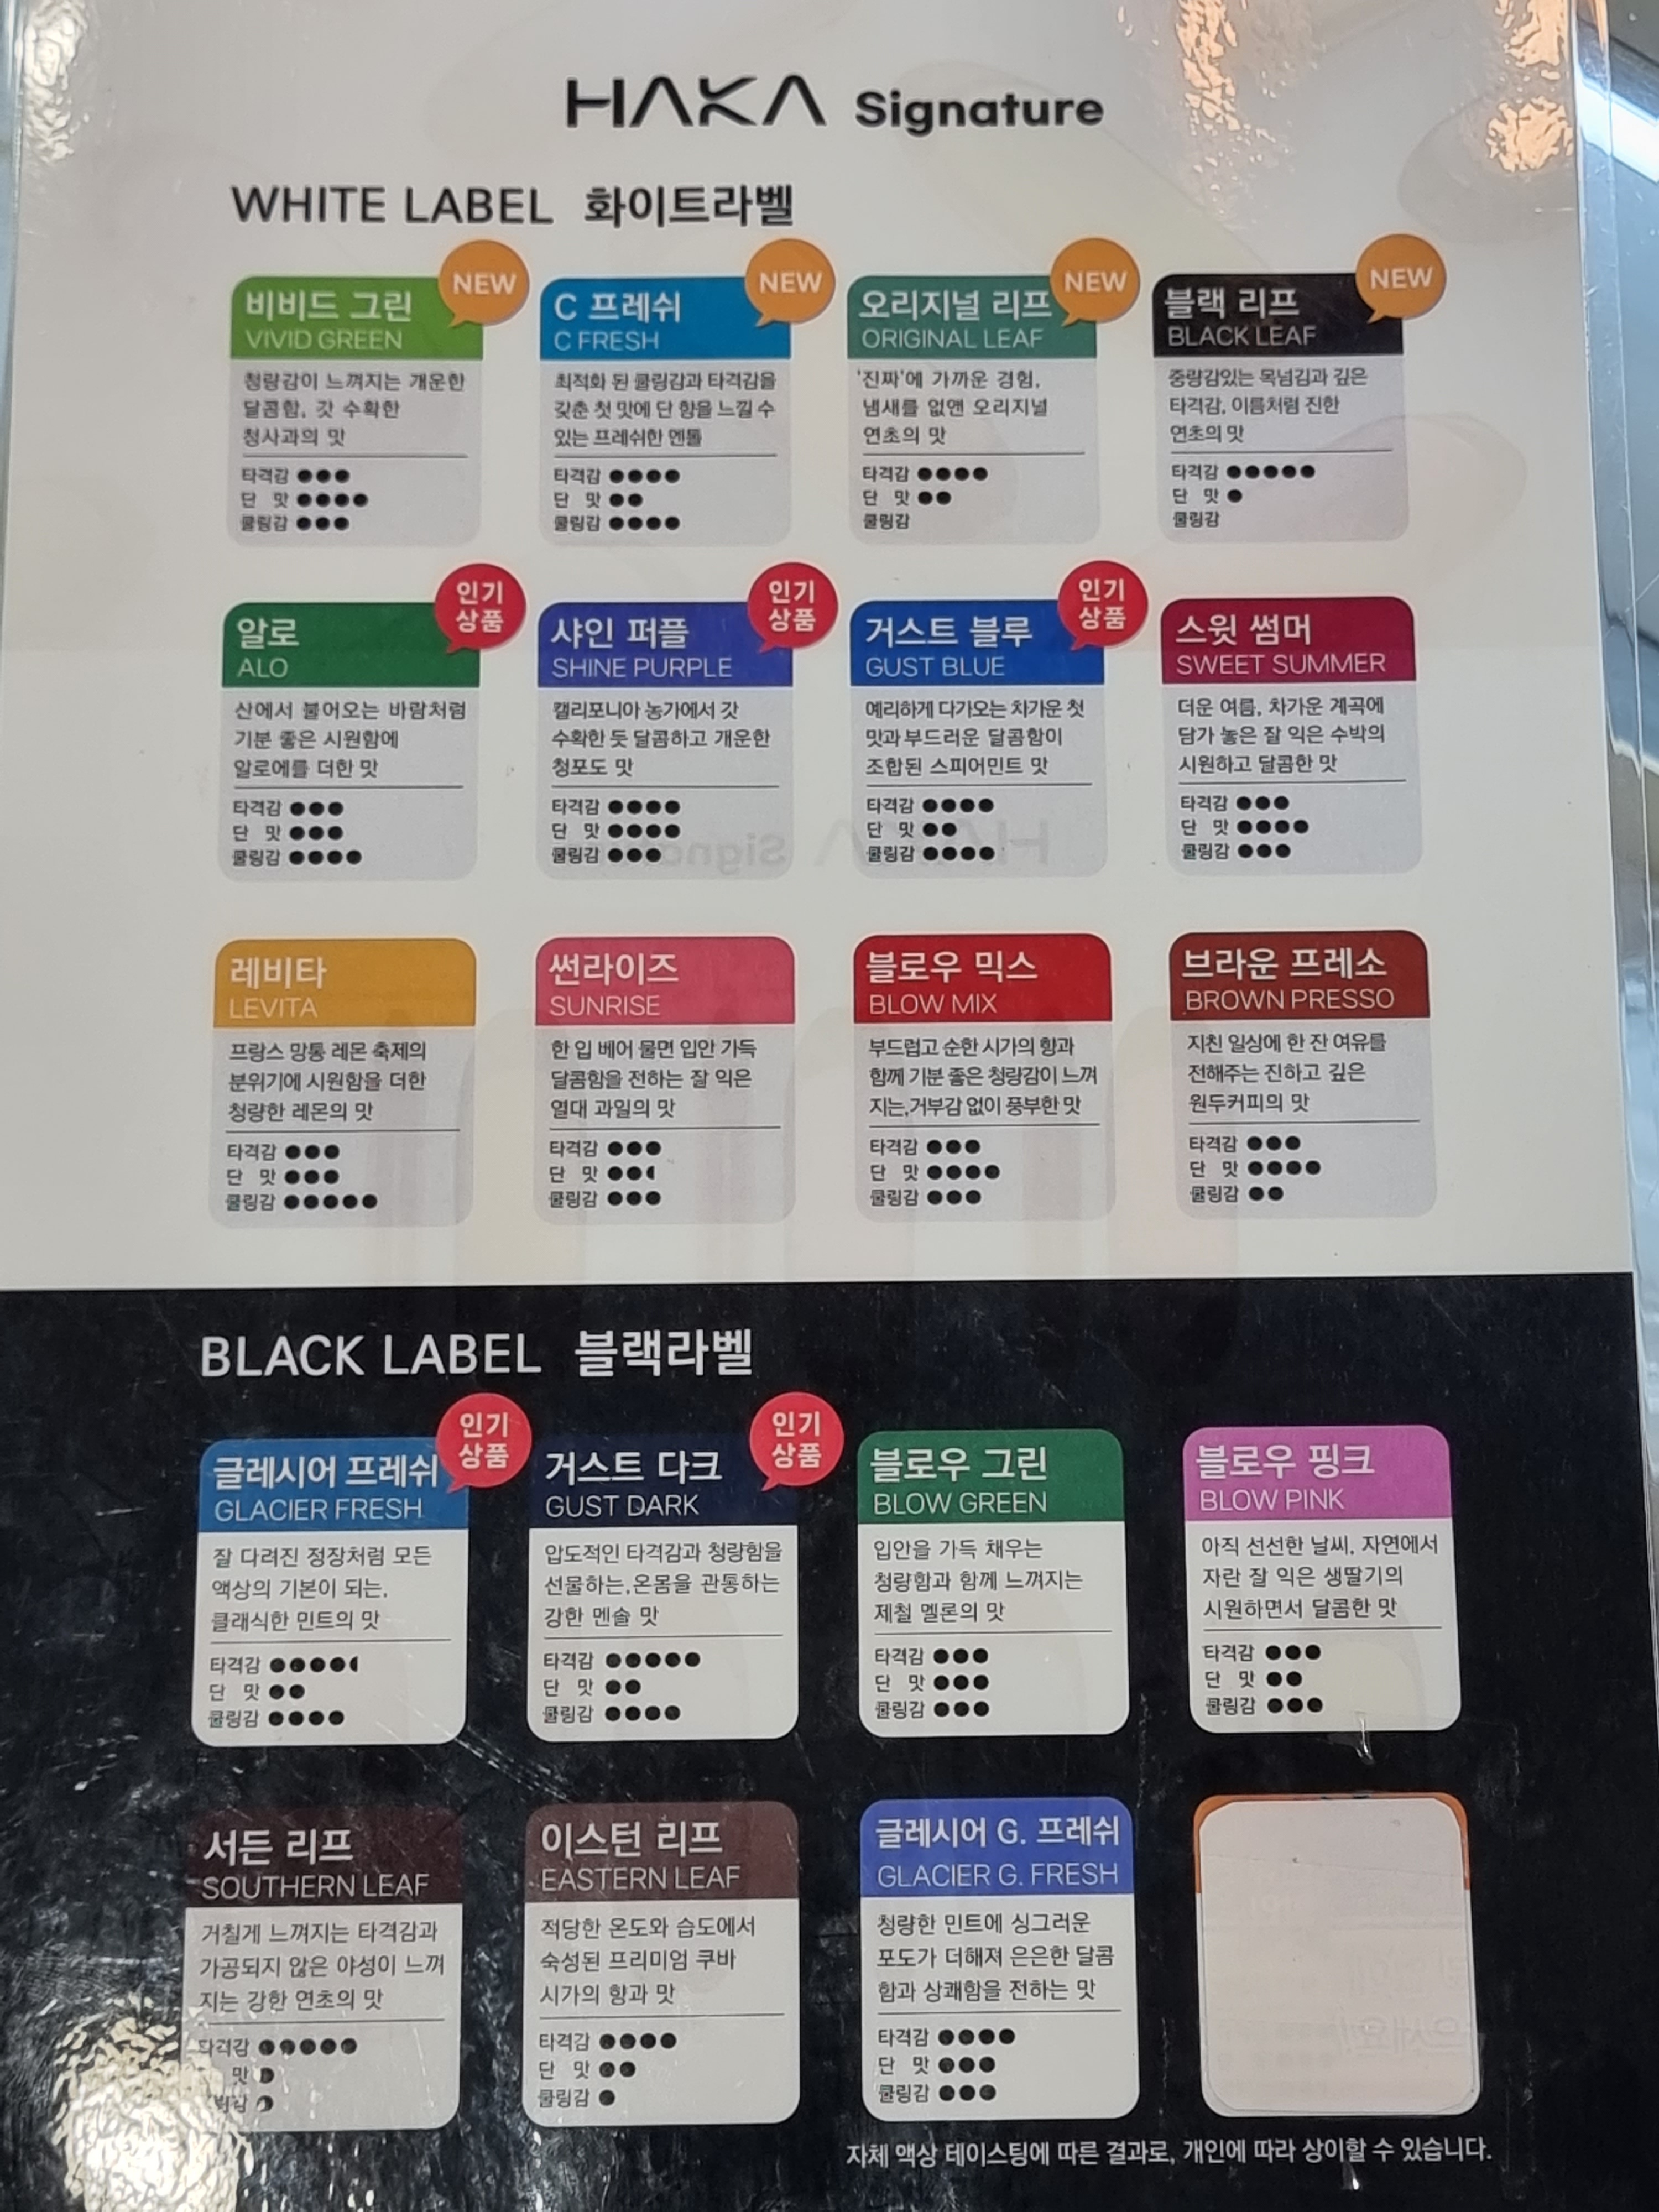 HAKA Signature
WHITE LABEL 화이트라벨
NEW
비비드 그린
VIVID GREEN
청량감이 느껴지는 개운한
달콤함, 갓 수확한
청사과의 맛
타격감 ●●●
단 맛 ●●●●
쿨링감 ●●●
NEW
C 프레쉬
C FRESH
최적화 된 쿨링감과 타격감을
갖춘 첫 맛에 단 향을 느낄 수
있는 프레쉬한 멘톨
타격감 ●●●●
단 맛 ●●
쿨링감 ●●●●
NEW
오리지널 리프
ORIGINAL LEAF
'진짜'에 가까운 경험,
냄새를 없앤 오리지널
연초의 맛
타격감 ●●●●
단 맛 ●●
쿨링감
NEW
블랙 리프
BLACK LEAF
중량감있는 목넘김과 깊은
타격감, 이름처럼 진한
연초의 맛
타격감 ●●●●●
단 맛 ●
쿨링감
인기
상품
알로
ALO
산에서 불어오는 바람처럼
기분 좋은 시원함에
알로에를 더한 맛
타격감 ●●●
단 맛 ●●●
쿨링감 ●●●●
인기
상품
샤인 퍼플
SHINE PURPLE
캘리포니아 농가에서 갓
수확한 듯 달콤하고 개운한
청포도 맛
타격감 ●●●●
단 맛 ●●●●
쿨링감 ●●●
인기
상품
거스트 블루
GUST BLUE
예리하게 다가오는 차가운 첫
맛과 부드러운 달콤함이
조합된 스피어민트 맛
타격감 ●●●●
단 맛 ●●
쿨링감 ●●●●
스윗 썸머
SWEET SUMMER
더운 여름, 차가운 계곡에
담가 놓은 잘 익은 수박의
시원하고 달콤한 맛
타격감 ●●●
단 맛 ●●●●
쿨링감 ●●●
레비타
LEVITA
프랑스 망통 레몬 축제의
분위기에 시원함을 더한
청량한 레몬의 맛
타격감 ●●●
단 맛 ●●●
쿨링감 ●●●●●
썬라이즈
SUNRISE
한 입 베어 물면 입안 가득
달콤함을 전하는 잘 익은
열대 과일의 맛
타격감 ●●●
단 맛 ●●◖
쿨링감 ●●●
블로우 믹스
BLOW MIX
부드럽고 순한 시가의 향과
함께 기분 좋은 청량감이 느껴
지는,거부감 없이 풍부한 맛
타격감 ●●●
단 맛 ●●●●
쿨링감 ●●●
브라운 프레소
BROWN PRESSO
지친 일상에 한 잔 여유를
전해주는 진하고 깊은
원두커피의 맛
타격감 ●●●
단 맛 ●●●●
쿨링감 ●●
BLACK LABEL 블랙라벨
인기
상품
글레시어 프레쉬
GLACIER FRESH
잘 다려진 정장처럼 모든
액상의 기본이 되는,
클래식한 민트의 맛
타격감 ●●●●◖
단 맛 ●●
쿨링감 ●●●●
인기
상품
거스트 다크
GUST DARK
압도적인 타격감과 청량함을
선물하는,온몸을 관통하는
강한 멘솔 맛
타격감 ●●●●●
단 맛 ●●
쿨링감 ●●●●
블로우 그린
BLOW GREEN
입안을 가득 채우는
청량함과 함께 느껴지는
제철 멜론의 맛
타격감 ●●●
단 맛 ●●●
쿨링감 ●●●
블로우 핑크
BLOW PINK
아직 선선한 날씨, 자연에서
자란 잘 익은 생딸기의
시원하면서 달콤한 맛
타격감 ●●●
단 맛 ●●
쿨링감 ●●●
서든 리프
SOUTHERN LEAF
거칠게 느껴지는 타격감과
가공되지 않은 야성이 느껴
지는 강한 연초의 맛
타격감 ●●●●●
맛
쿨링감
이스턴 리프
EASTERN LEAF
적당한 온도와 습도에서
숙성된 프리미엄 쿠바
시가의 향과 맛
타격감 ●●●●
단 맛 ●●
쿨링감 ●
글레시어 G. 프레쉬
GLACIER G. FRESH
청량한 민트에 싱그러운
포도가 더해져 은은한 달콤
함과 상쾌함을 전하는 맛
타격감 ●●●●
단 맛 ●●●
쿨링감 ●●●
자체 액상 테이스팅에 따른 결과로, 개인에 따라 상이할 수 있습니다.